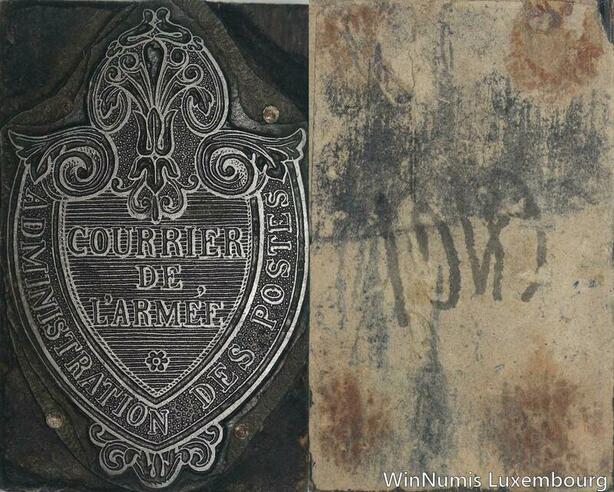 COURRIER
DE
L'ARMÉE
ADMINISTRATION DES POSTES
WinNumis Luxembourg